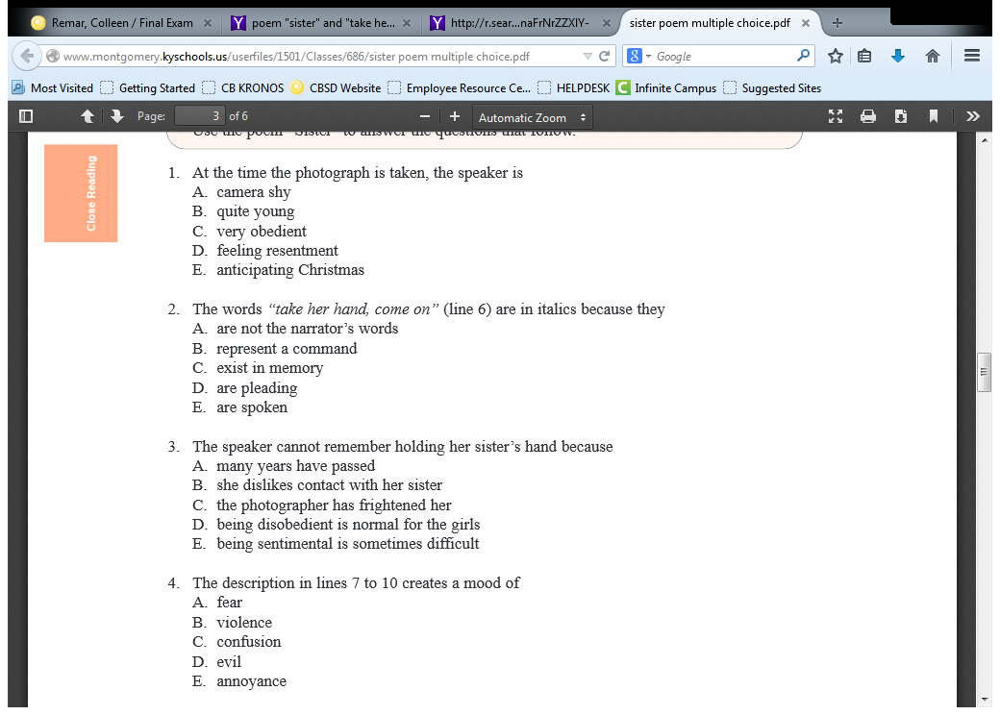 Remar, Colleen / Final Exam × poem "sister" and "take he... × http://r.sear...naFrNrZZXIY- × sister poem multiple choice.pdf × +
www.montgomery.kyschools.us/userfiles/1501/Classes/686/sister poem multiple choice.pdf Google
Most Visited Getting Started CB KRONOS CBSD Website Employee Resource Ce... HELPDESK Infinite Campus Suggested Sites
Page: 3 of 6 − + Automatic Zoom
Use the poem "Sister" to answer the questions that follow.
Close Reading
1. At the time the photograph is taken, the speaker is
A. camera shy
B. quite young
C. very obedient
D. feeling resentment
E. anticipating Christmas
2. The words “take her hand, come on” (line 6) are in italics because they
A. are not the narrator’s words
B. represent a command
C. exist in memory
D. are pleading
E. are spoken
3. The speaker cannot remember holding her sister’s hand because
A. many years have passed
B. she dislikes contact with her sister
C. the photographer has frightened her
D. being disobedient is normal for the girls
E. being sentimental is sometimes difficult
4. The description in lines 7 to 10 creates a mood of
A. fear
B. violence
C. confusion
D. evil
E. annoyance